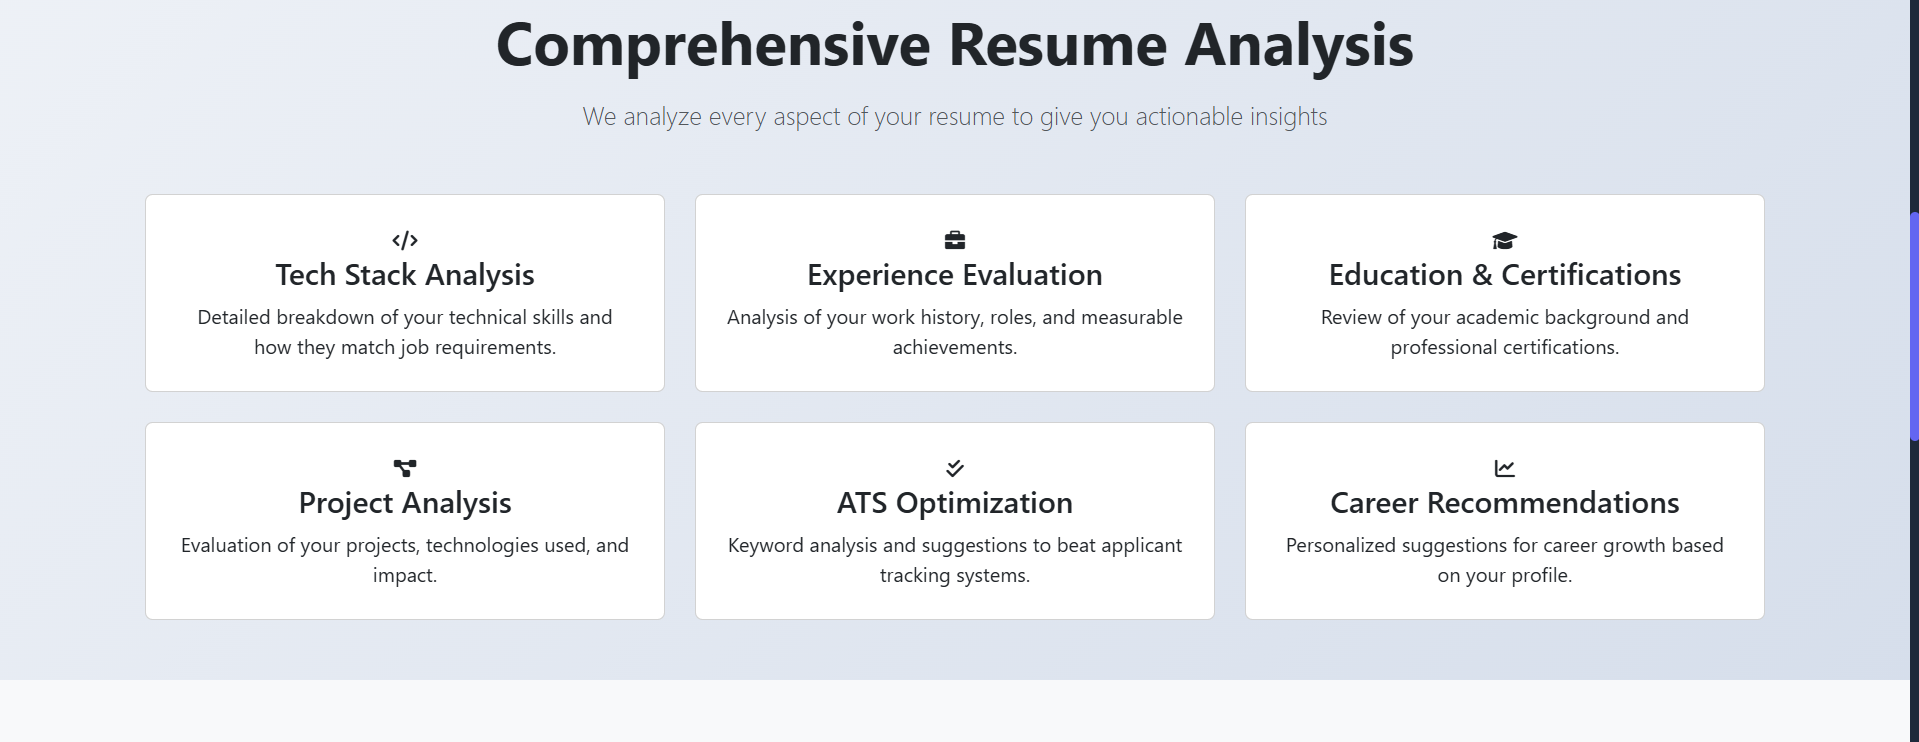 Comprehensive Resume Analysis
We analyze every aspect of your resume to give you actionable insights
Tech Stack Analysis
Detailed breakdown of your technical skills and
how they match job requirements.
Experience Evaluation
Analysis of your work history, roles, and measurable
achievements.
Education & Certifications
Review of your academic background and
professional certifications.
Project Analysis
Evaluation of your projects, technologies used, and
impact.
ATS Optimization
Keyword analysis and suggestions to beat applicant
tracking systems.
Career Recommendations
Personalized suggestions for career growth based
on your profile.